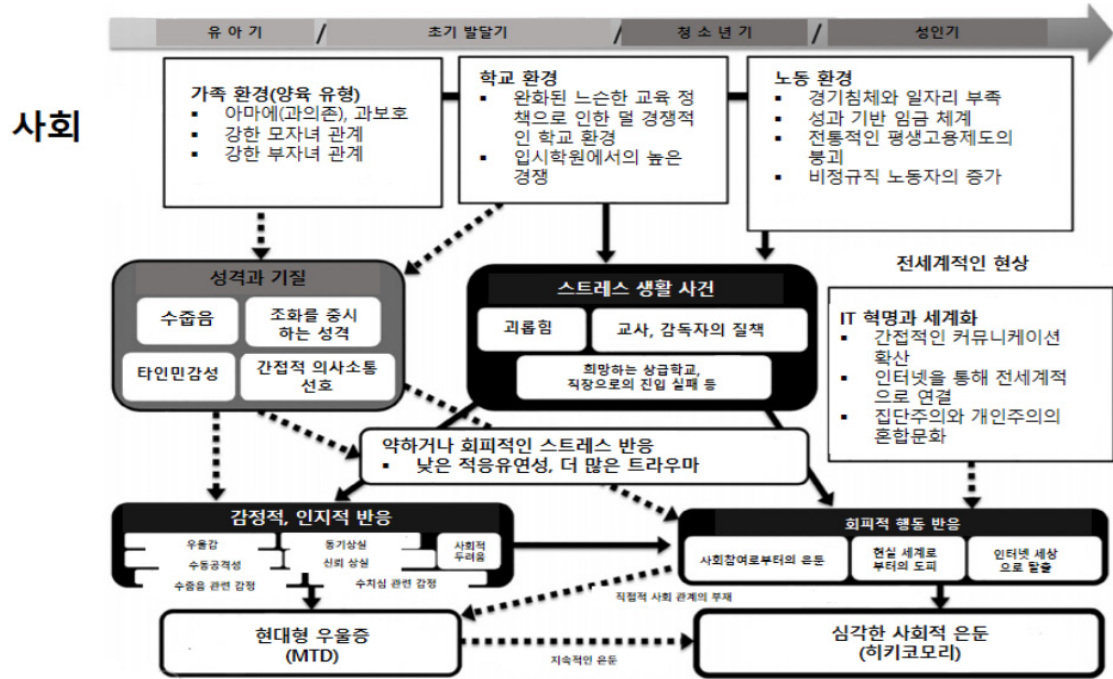 유 아 기 / 초기 발달기 / 청 소 년 기 / 성인기
사회
가족 환경(양육 유형)
▪ 아마에(과의존), 과보호
▪ 강한 모자녀 관계
▪ 강한 부자녀 관계
학교 환경
▪ 완화된 느슨한 교육 정
책으로 인한 덜 경쟁적
인 학교 환경
▪ 입시학원에서의 높은
경쟁
노동 환경
▪ 경기침체와 일자리 부족
▪ 성과 기반 임금 체계
▪ 전통적인 평생고용제도의
붕괴
▪ 비정규직 노동자의 증가
성격과 기질
수줍음
조화를 중시
하는 성격
타인민감성
간접적 의사소통
선호
스트레스 생활 사건
괴롭힘
교사, 감독자의 질책
희망하는 상급학교,
직장으로의 진입 실패 등
전세계적인 현상
IT 혁명과 세계화
▪ 간접적인 커뮤니케이션
확산
▪ 인터넷을 통해 전세계적
으로 연결
▪ 집단주의와 개인주의의
혼합문화
약하거나 회피적인 스트레스 반응
▪ 낮은 적응유연성, 더 많은 트라우마
감정적, 인지적 반응
우울감
동기상실
사회적
두려움
수동공격성
신뢰 상실
수줍음 관련 감정
수치심 관련 감정
회피적 행동 반응
사회참여로부터의 은둔
현실 세계로
부터의 도피
인터넷 세상
으로 탈출
직접적 사회 관계의 부재
현대형 우울증
(MTD)
지속적인 은둔
심각한 사회적 은둔
(히키코모리)